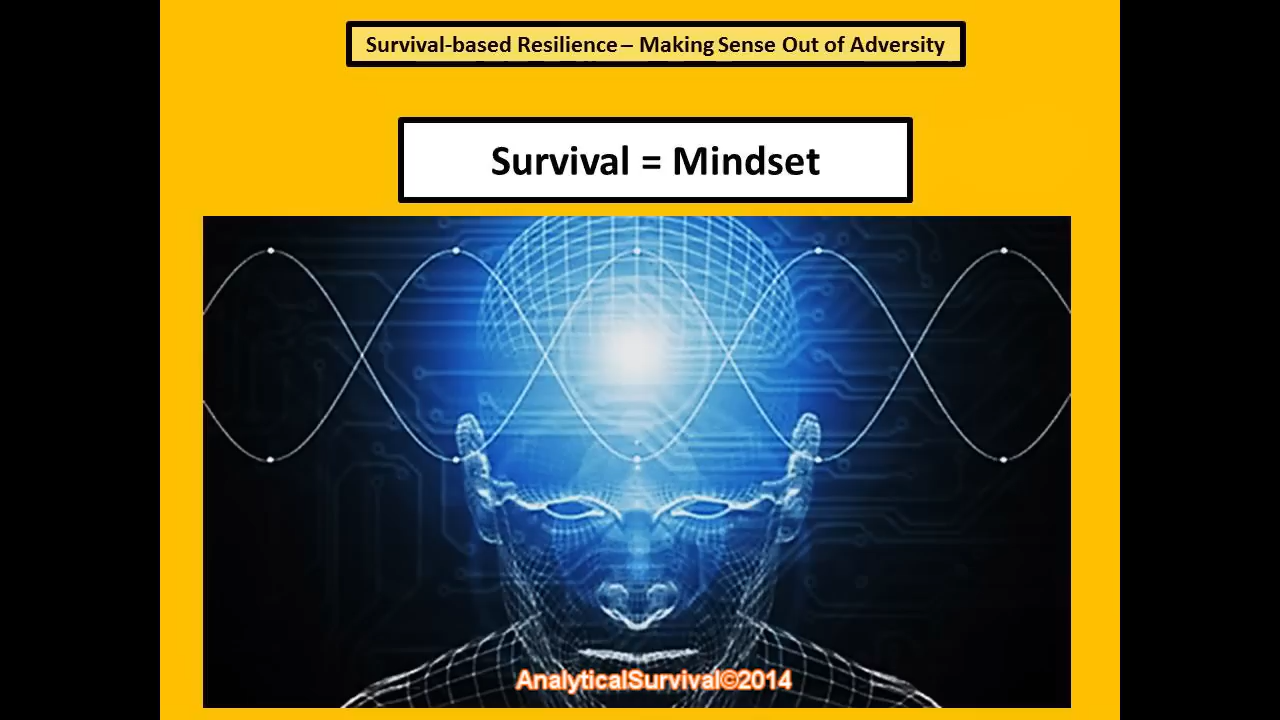 Survival-based Resilience – Making Sense Out of Adversity
Survival = Mindset
AnalyticalSurvival©2014